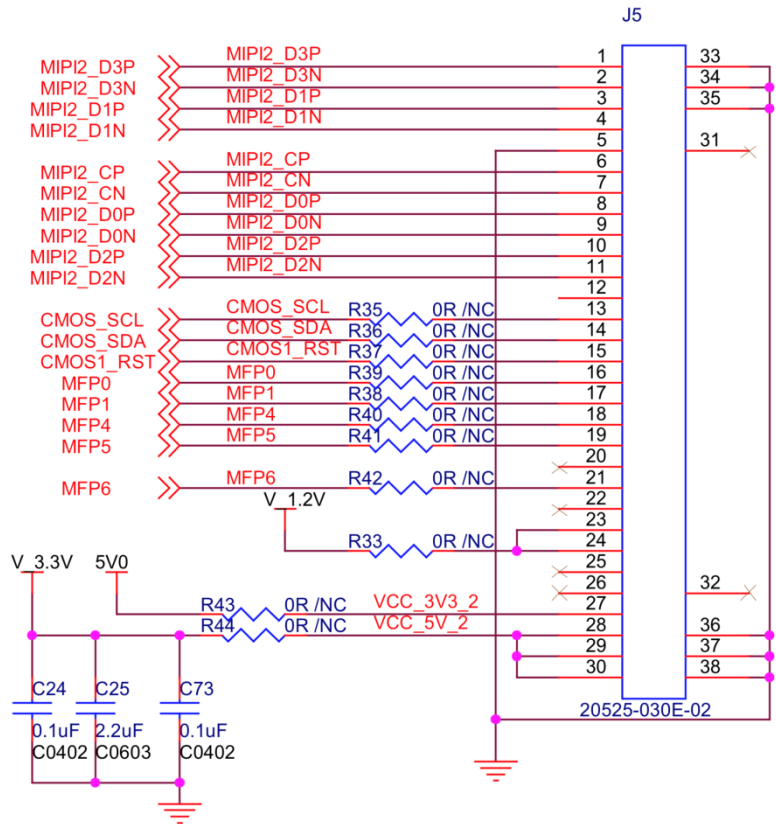 J5
MIPI2_D3P MIPI2_D3P 1 33
MIPI2_D3N MIPI2_D3N 2 34
MIPI2_D1P MIPI2_D1P 3 35
MIPI2_D1N MIPI2_D1N 4
5 31
MIPI2_CP MIPI2_CP 6
MIPI2_CN MIPI2_CN 7
MIPI2_D0P MIPI2_D0P 8
MIPI2_D0N MIPI2_D0N 9
MIPI2_D2P MIPI2_D2P 10
MIPI2_D2N MIPI2_D2N 11
12
CMOS_SCL CMOS_SCL R35 0R /NC 13
CMOS_SDA CMOS_SDA R36 0R /NC 14
CMOS1_RST CMOS1_RST R37 0R /NC 15
MFP0 MFP0 R39 0R /NC 16
MFP1 MFP1 R38 0R /NC 17
MFP4 MFP4 R40 0R /NC 18
MFP5 MFP5 R41 0R /NC 19
20
MFP6 MFP6 R42 0R /NC 21
V_1.2V 22
23
R33 0R /NC 24
V_3.3V 5V0 25
26 32
R43 0R /NC VCC_3V3_2 27
R44 0R /NC VCC_5V_2 28 36
29 37
30 38
C24 C25 C73
20525-030E-02
0.1uF 2.2uF 0.1uF
C0402 C0603 C0402